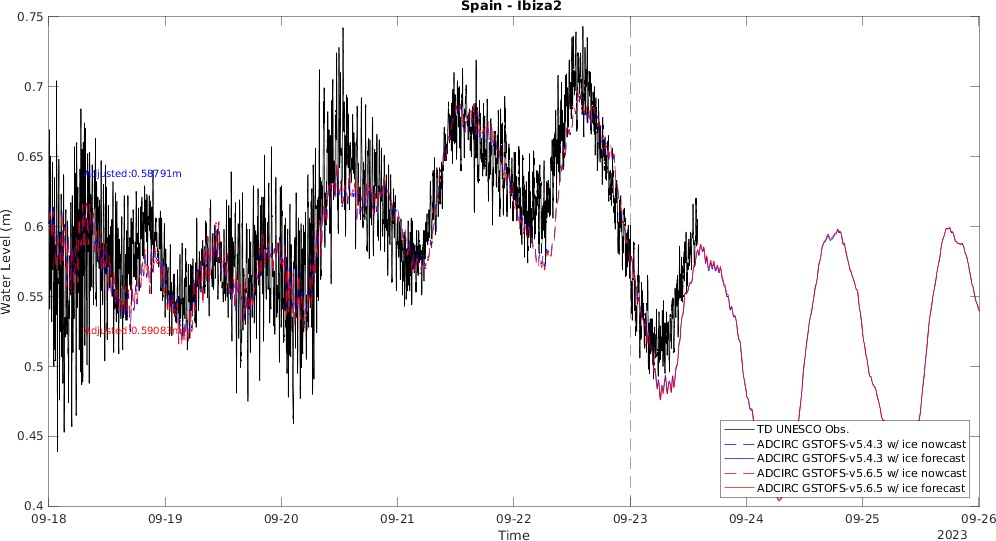 Spain - Ibiza2
0.75
0.7
0.65
0.6
0.55
0.5
0.45
0.4
Water Level (m)
Adjusted:0.58791m
Adjusted:0.59083m
TD UNESCO Obs.
ADCIRC GSTOFS-v5.4.3 w/ ice nowcast
ADCIRC GSTOFS-v5.4.3 w/ ice forecast
ADCIRC GSTOFS-v5.6.5 w/ ice nowcast
ADCIRC GSTOFS-v5.6.5 w/ ice forecast
09-18 09-19 09-20 09-21 09-22 09-23 09-24 09-25 09-26
Time
2023